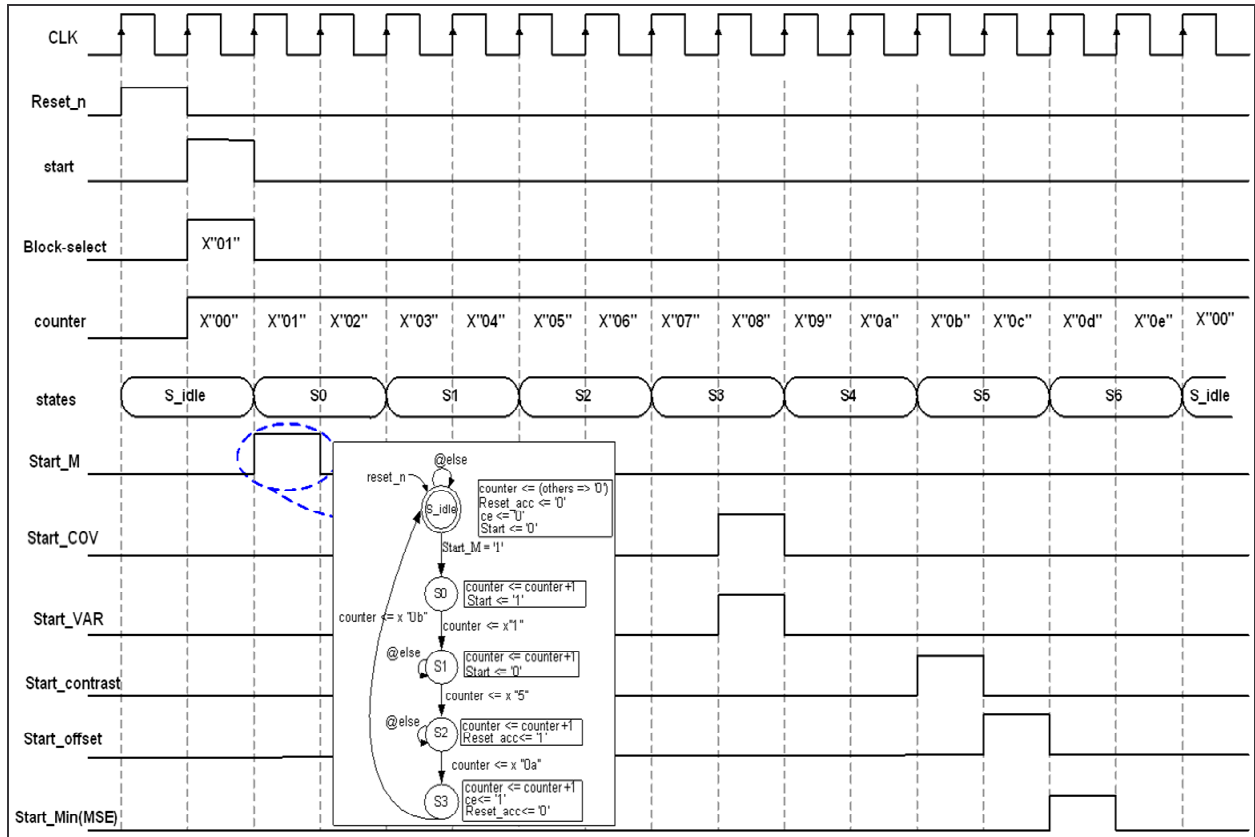 CLK
Reset_n
start
Block-select
X"01"
counter
X"00" X"01" X"02" X"03" X"04" X"05" X"06" X"07" X"08" X"09" X"0a" X"0b" X"0c" X"0d" X"0e" X"00"
states
S_idle S0 S1 S2 S3 S4 S5 S6 S_idle
Start_M
Start_COV
Start_VAR
Start_contrast
Start_offset
Start_Min(MSE)
@else
reset_n
S_idle
counter <= (others => '0')
Reset_acc <= '0'
ce <= '0'
Start <= '0'
Start_M = '1'
S0
counter <= counter+1
Start <= '1'
counter <= x "0b"
counter <= x"1"
@else
S1
counter <= counter+1
Start <= '0'
counter <= x "5"
@else
S2
counter <= counter+1
Reset_acc<= '1'
counter <= x "0a"
S3
counter <= counter+1
ce<= '1'
Reset_acc<= '0'